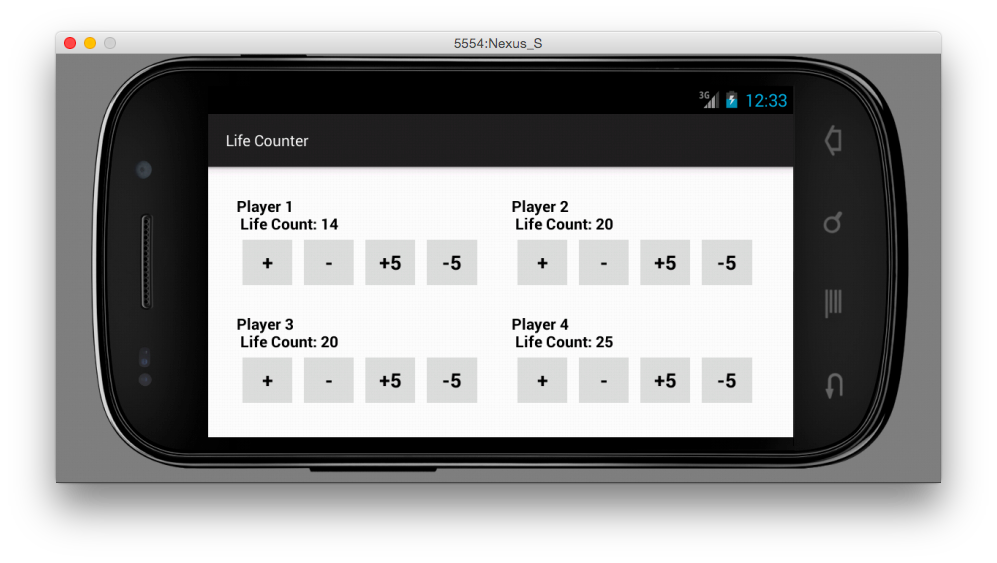 5554:Nexus_S
3G 12:33
Life Counter
Player 1
Life Count: 14
+ - +5 -5
Player 2
Life Count: 20
+ - +5 -5
Player 3
Life Count: 20
+ - +5 -5
Player 4
Life Count: 25
+ - +5 -5